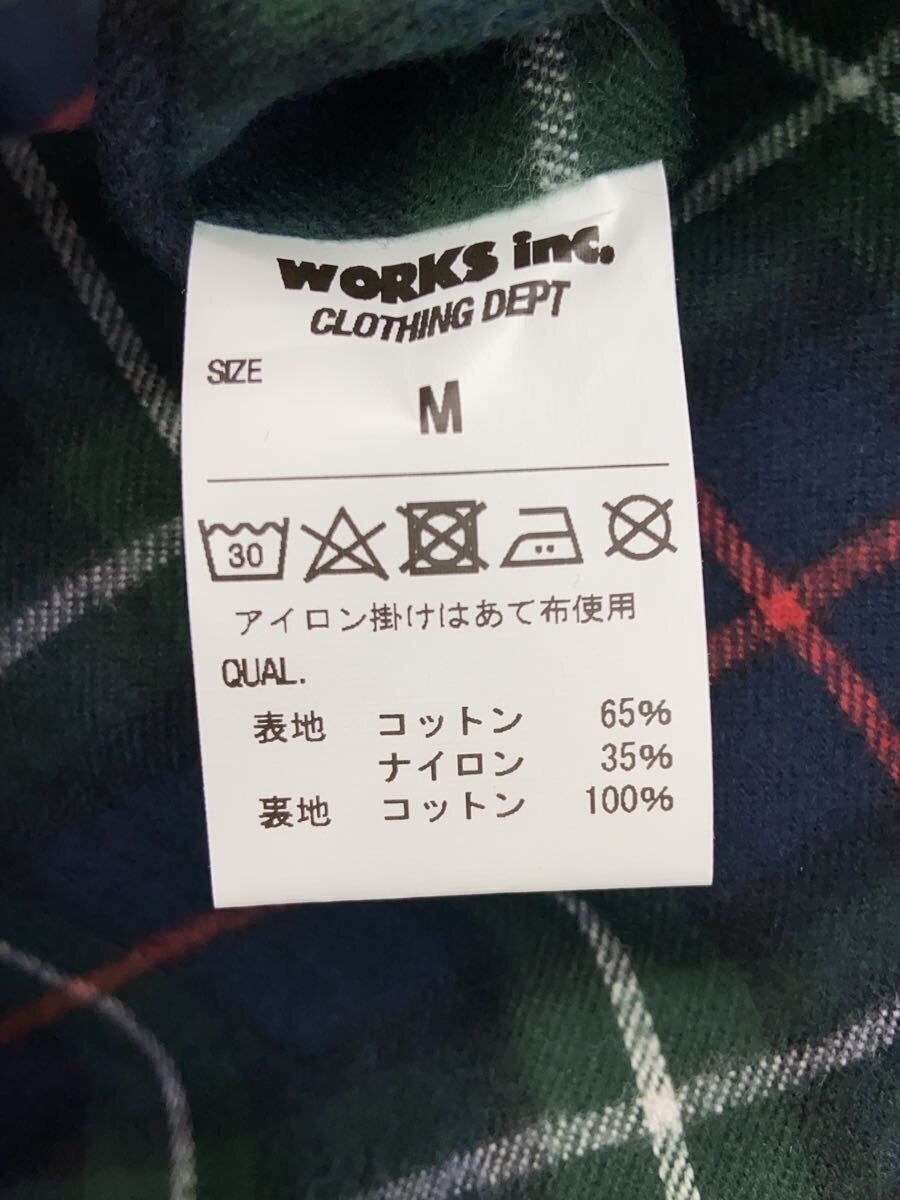 WORKS inc.
CLOTHING DEPT
SIZE
M
30
アイロン掛けはあて布使用
QUAL.
表地 コットン 65%
ナイロン 35%
裏地 コットン 100%